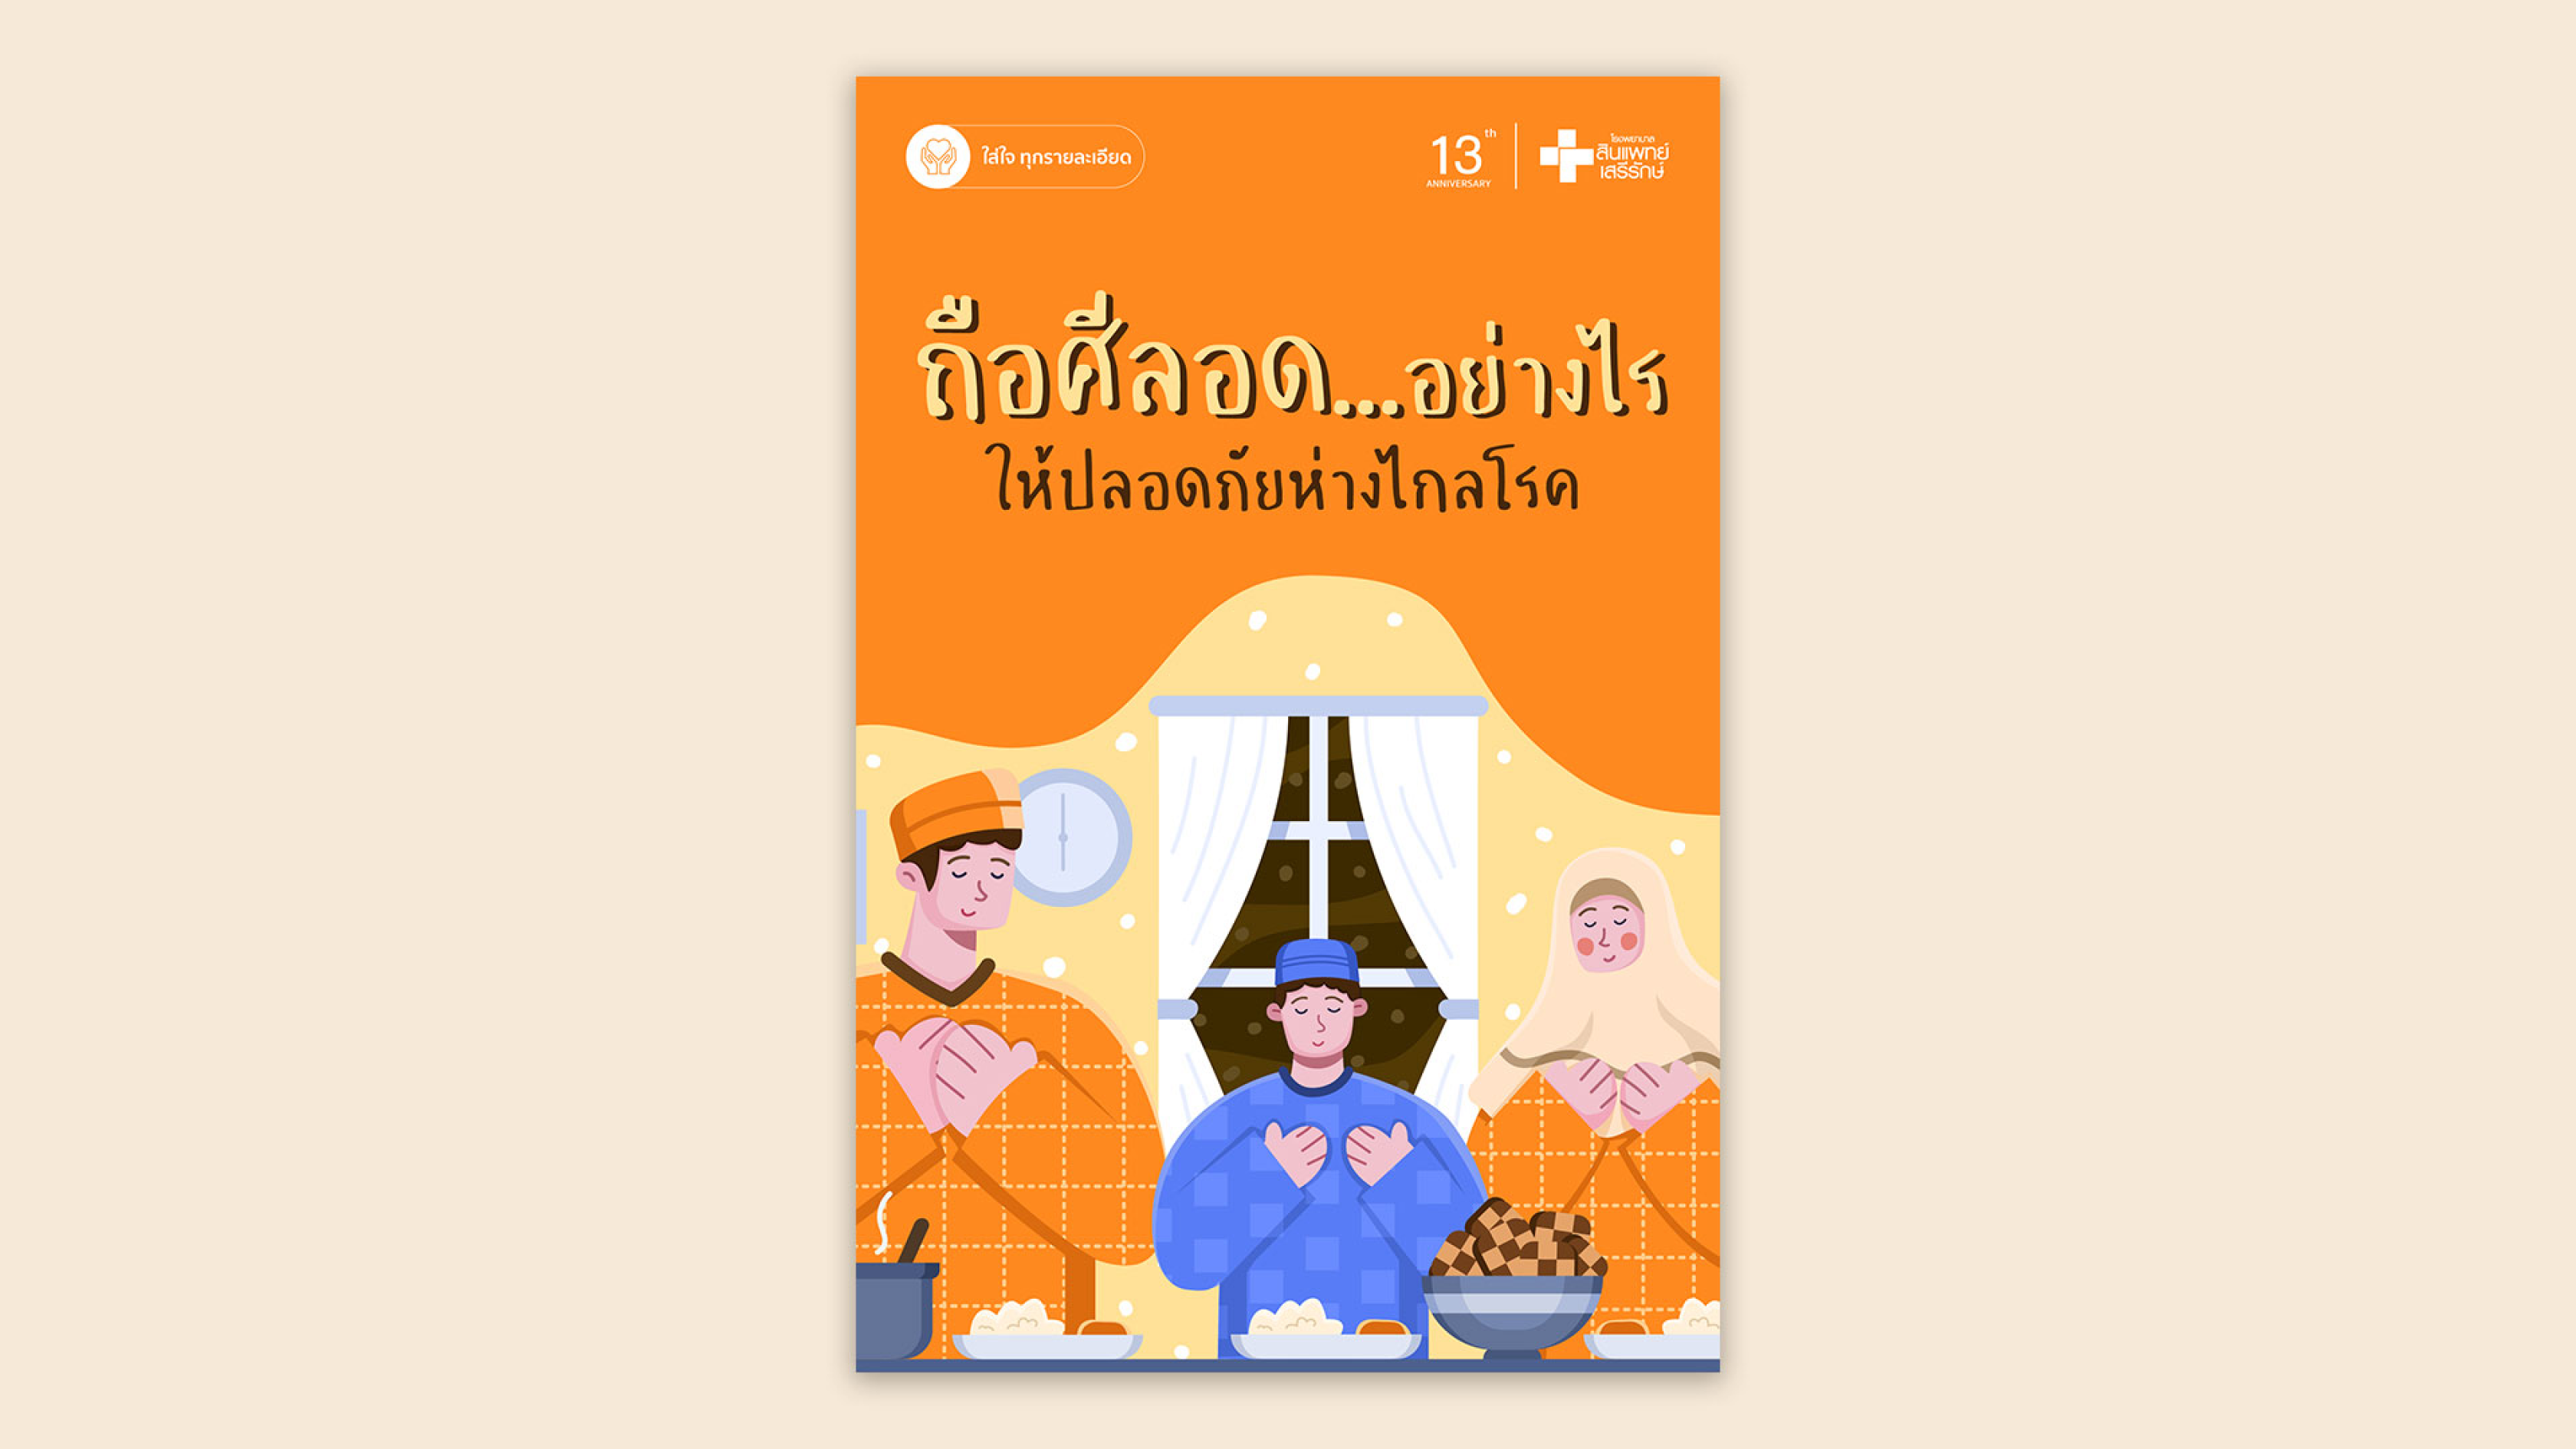 ใส่ใจ ทุกรายละเอียด
13th
ANNIVERSARY
โรงพยาบาล
สินแพทย์
เสรีรักษ์
ถือศีลอด...อย่างไร
ให้ปลอดภัยห่างไกลโรค